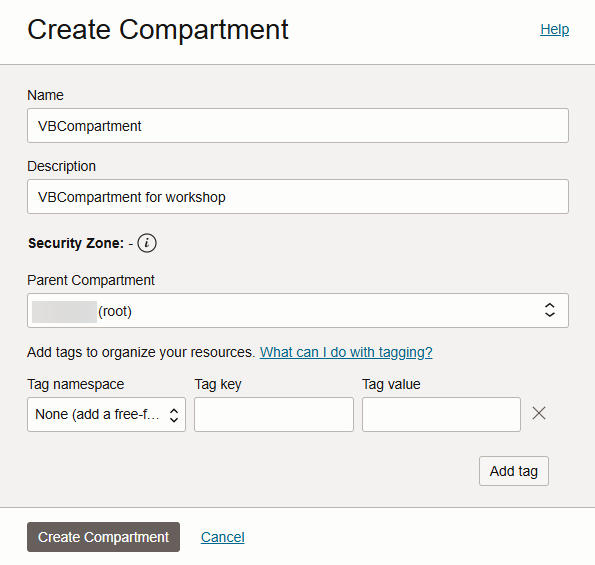 Create Compartment
Help
Name
VBCompartment
Description
VBCompartment for workshop
Security Zone: - i
Parent Compartment
(root)
Add tags to organize your resources. What can I do with tagging?
Tag namespace Tag key Tag value
None (add a free-f...
Add tag
Create Compartment Cancel